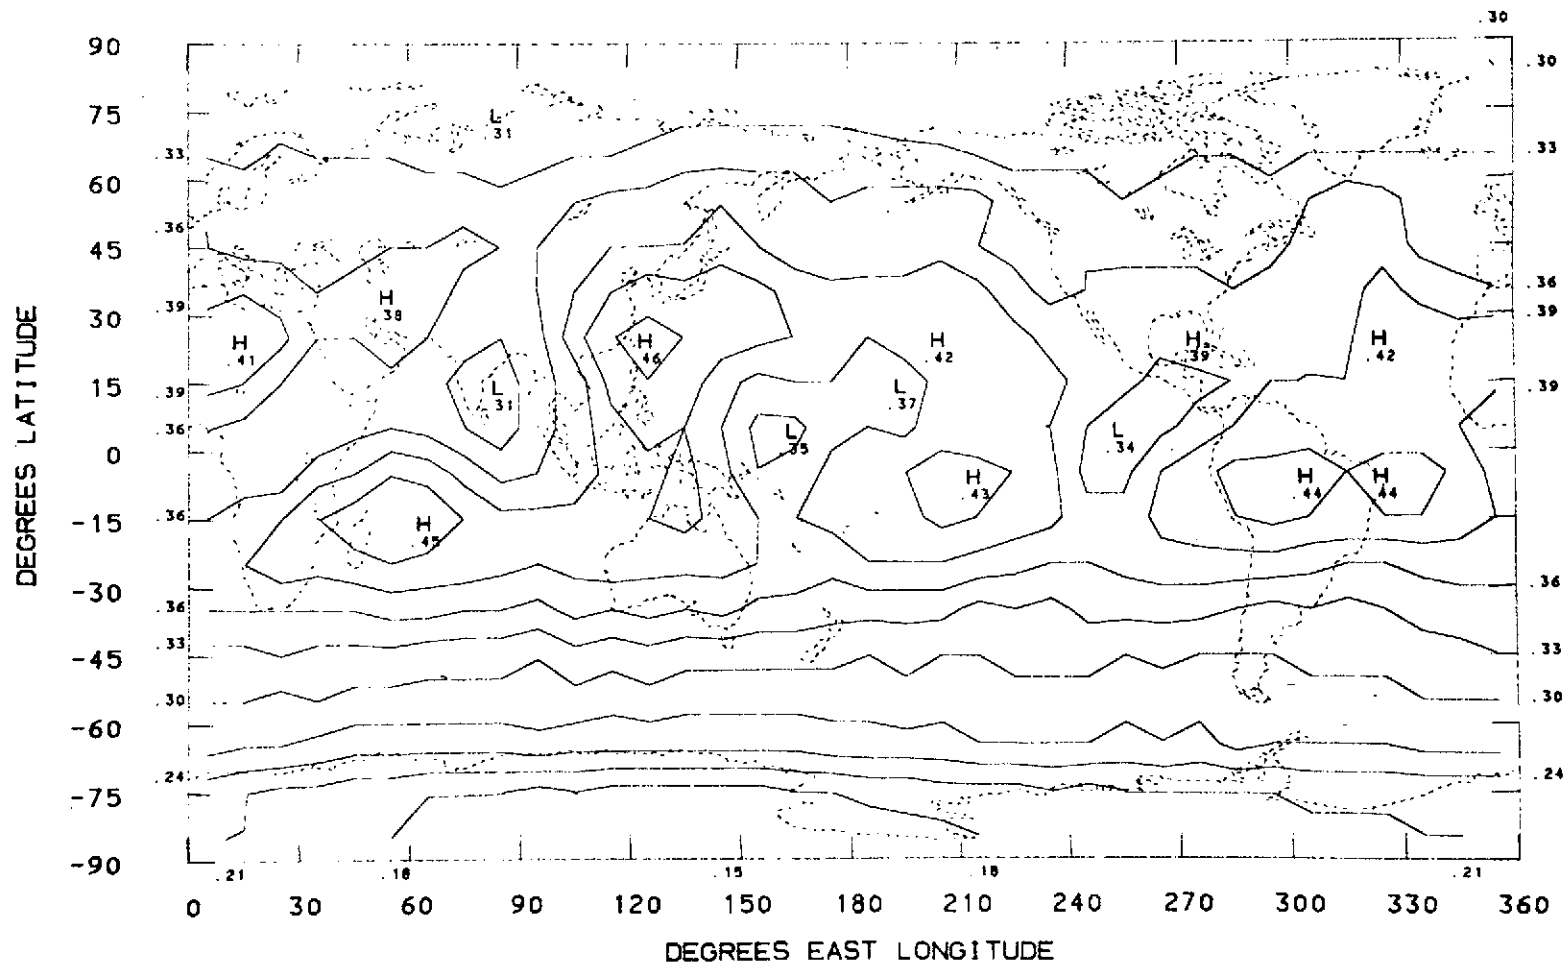 .30
90 .30
75 L .31
.33 .33
60
.36
45
.36
H .38
.39 .39
30
H .41 H .46 H .42 H .39 H .42
15
.39 L .31 L .37 .39
.36
L .35 L .34
0
H .43 H .44 H .44
-15 .36
H .45
-30 .36
.36
.33 .33
-45
.30 .30
-60
.24 .24
-75
-90
.21 .18 .15 .18 .21
0 30 60 90 120 150 180 210 240 270 300 330 360
DEGREES EAST LONGITUDE
DEGREES LATITUDE